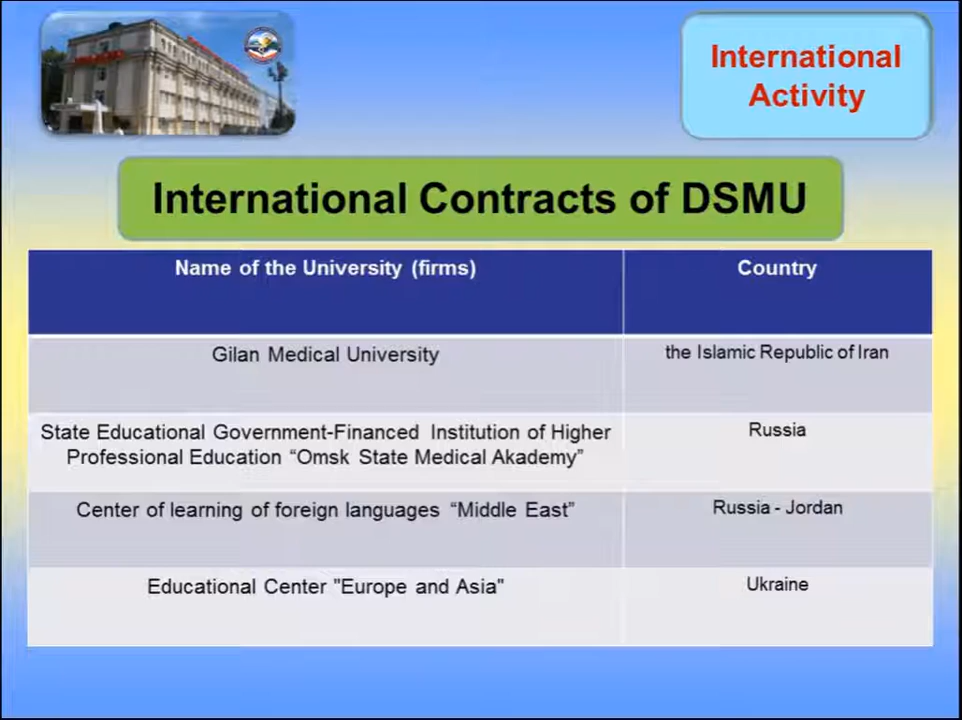 International
Activity
International Contracts of DSMU
Name of the University (firms)
Country
Gilan Medical University
the Islamic Republic of Iran
State Educational Government-Financed Institution of Higher
Professional Education “Omsk State Medical Akademy”
Russia
Center of learning of foreign languages “Middle East”
Russia - Jordan
Educational Center "Europe and Asia"
Ukraine